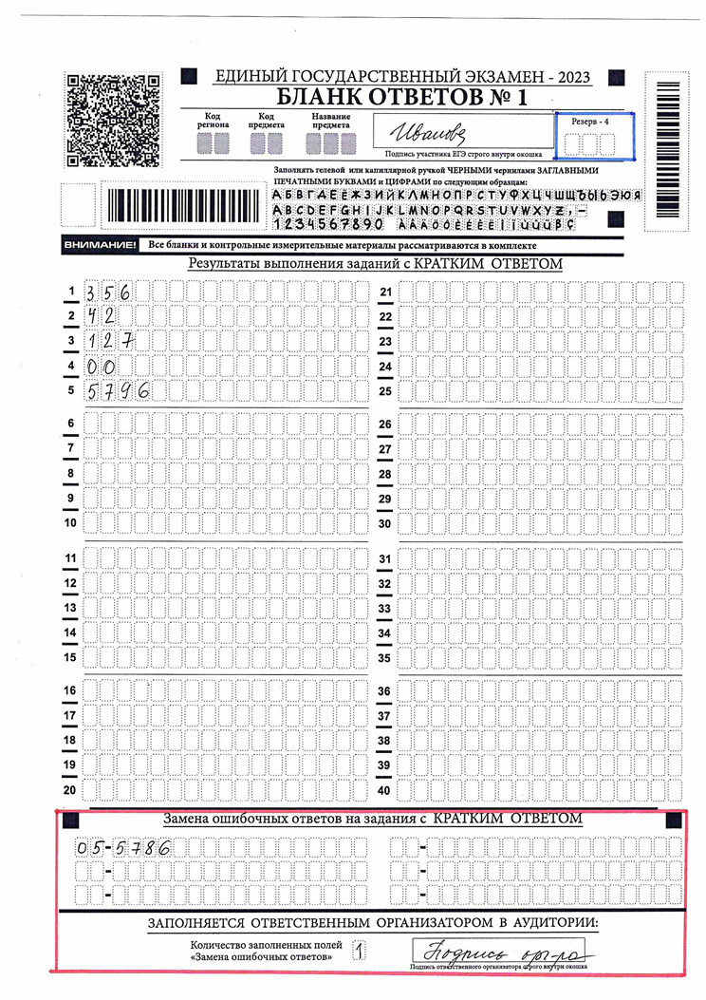 ЕДИНЫЙ ГОСУДАРСТВЕННЫЙ ЭКЗАМЕН - 2023
БЛАНК ОТВЕТОВ № 1
Код региона
Код предмета
Название предмета
Иванова
Подпись участника ЕГЭ строго внутри окошка
Резерв - 4
Заполнять гелевой или капиллярной ручкой ЧЕРНЫМИ чернилами ЗАГЛАВНЫМИ
ПЕЧАТНЫМИ БУКВАМИ и ЦИФРАМИ по следующим образцам:
АБВГДЕЁЖЗИЙКЛМНОПРСТУФХЦЧШЩЪЫЬЭЮЯ
ABCDEFGHIJKLMNOPQRSTUVWXYZ,-
1234567890
ВНИМАНИЕ! Все бланки и контрольные измерительные материалы рассматриваются в комплекте
Результаты выполнения заданий с КРАТКИМ ОТВЕТОМ
1 356
2 42
3 127
4 00
5 5796
6
7
8
9
10
11
12
13
14
15
16
17
18
19
20
21
22
23
24
25
26
27
28
29
30
31
32
33
34
35
36
37
38
39
40
Замена ошибочных ответов на задания с КРАТКИМ ОТВЕТОМ
05-5786 -
- -
- -
ЗАПОЛНЯЕТСЯ ОТВЕТСТВЕННЫМ ОРГАНИЗАТОРОМ В АУДИТОРИИ:
Количество заполненных полей
«Замена ошибочных ответов»
1
Подпись орг-ра
Подпись ответственного организатора строго внутри окошка